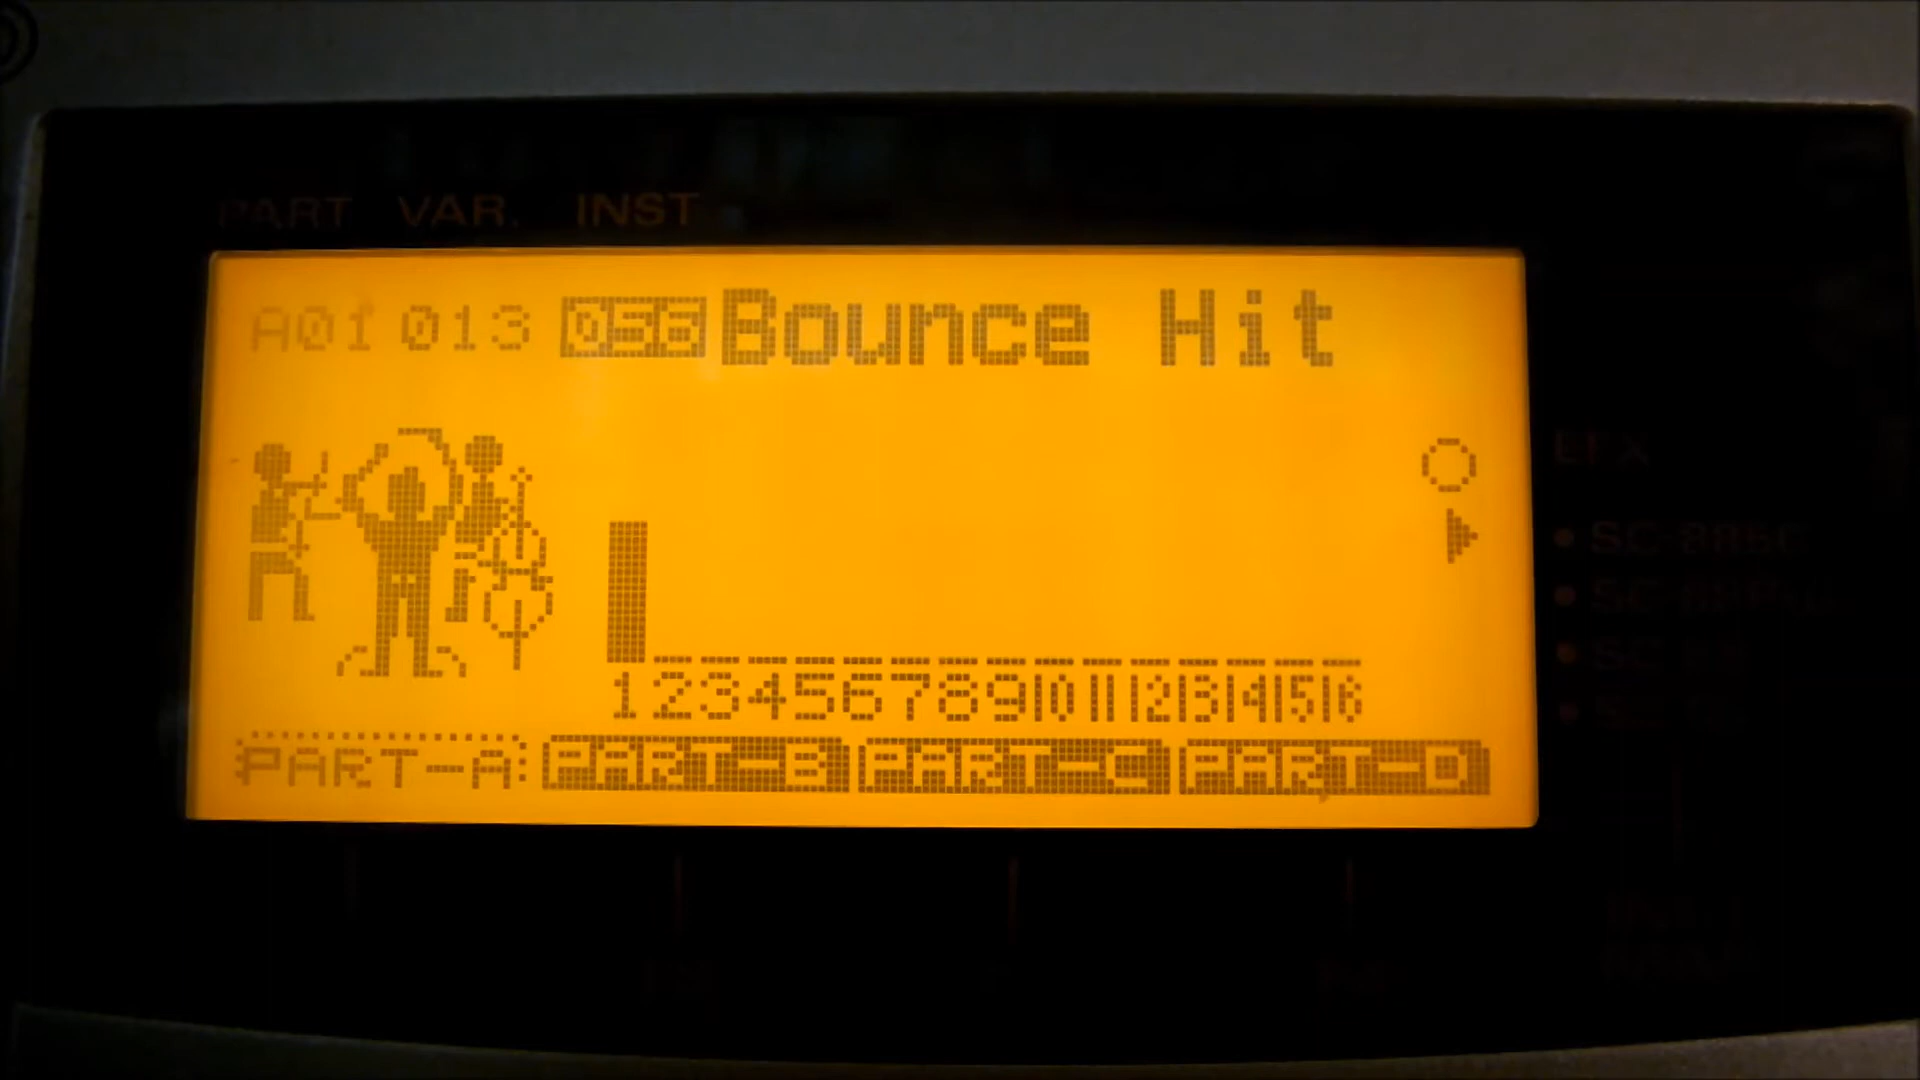 PART VAR. INST
A01 013 056 Bounce Hit
EFX
1 2 3 4 5 6 7 8 9 10 11 12 13 14 15 16
PART-A PART-B PART-C PART-D